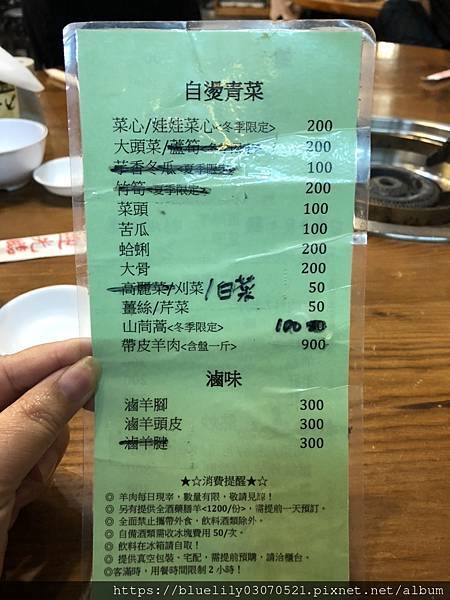 自燙青菜
菜心/娃娃菜心<冬季限定> 200
大頭菜/蘆筍<冬 200
芋香冬瓜<夏季限定> 100
竹筍<夏季限定> 200
菜頭 100
苦瓜 100
蛤蜊 200
大骨 200
高麗菜/刈菜/白菜 50
薑絲/芹菜 50
山茼蒿<冬季限定> 100
帶皮羊肉<含盤一斤> 900
滷味
滷羊腳 300
滷羊頭皮 300
滷羊腱 300
★☆消費提醒★☆
◎ 羊肉每日現宰，數量有限，敬請見諒！
◎ 另有提供全酒藥膳羊<1200/份>，需提前一天預訂。
◎ 全面禁止攜帶外食，飲料酒類除外。
◎ 自備酒類需收冰塊費用 50/次。
◎ 飲料在冰箱請自取！
◎ 提供真空包裝、宅配，需提前預購，請洽櫃台。
◎客滿時，用餐時間限制 2 小時！
https://bluelily03070521.pixnet.net/album